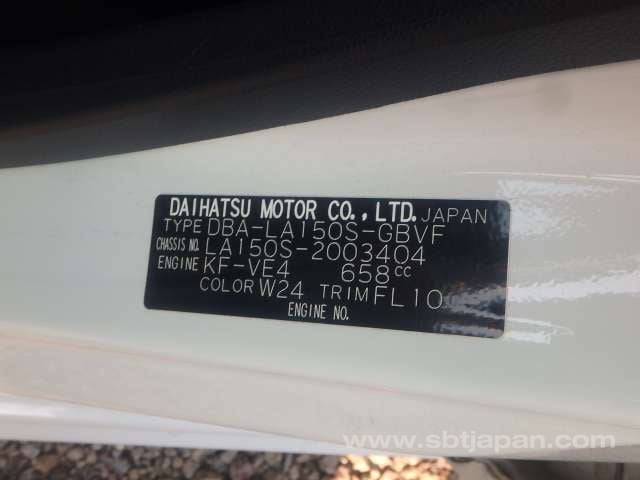 DAIHATSU MOTOR CO., LTD. JAPAN
TYPE DBA-LA150S-GBVF
CHASSIS NO. LA150S-2003404
ENGINE KF-VE4 658cc
COLOR W24 TRIM FL10
ENGINE NO.
www.sbtjapan.com